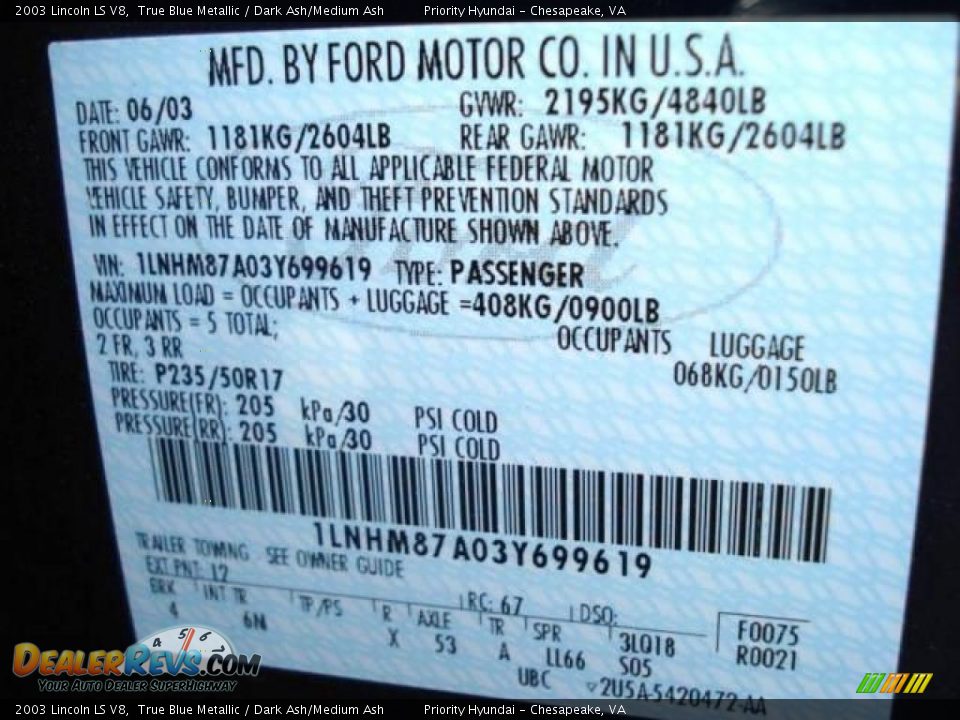 2003 Lincoln LS V8,  True Blue Metallic / Dark Ash/Medium Ash          Priority Hyundai - Chesapeake, VA
MFD. BY FORD MOTOR CO. IN U.S.A.
DATE: 06/03 GVWR: 2195KG/4840LB
FRONT GAWR: 1181KG/2604LB REAR GAWR: 1181KG/2604LB
THIS VEHICLE CONFORMS TO ALL APPLICABLE FEDERAL MOTOR
VEHICLE SAFETY, BUMPER, AND THEFT PREVENTION STANDARDS
IN EFFECT ON THE DATE OF MANUFACTURE SHOWN ABOVE.
VIN: 1LNHM87A03Y699619 TYPE: PASSENGER
MAXIMUM LOAD = OCCUPANTS + LUGGAGE =408KG/0900LB
OCCUPANTS = 5 TOTAL; OCCUPANTS LUGGAGE
2 FR, 3 RR 068KG/0150LB
TIRE: P235/50R17
PRESSURE(FR): 205 kPa/30 PSI COLD
PRESSURE(RR): 205 kPa/30 PSI COLD
1LNHM87A03Y699619
TRAILER TOWING SEE OWNER GUIDE
EXT PNT: 12 RC: 67 DSO:
BRK INT TR TP/PS R AXLE TR SPR 3L018 F0075
4 6N X 53 A LL66 S05 R0021
UBC 2U5A-5420472-AA
DEALERREVS.COM
YOUR AUTO DEALER SUPERHIGHWAY
4 5 6 7
2003 Lincoln LS V8,  True Blue Metallic / Dark Ash/Medium Ash          Priority Hyundai - Chesapeake, VA